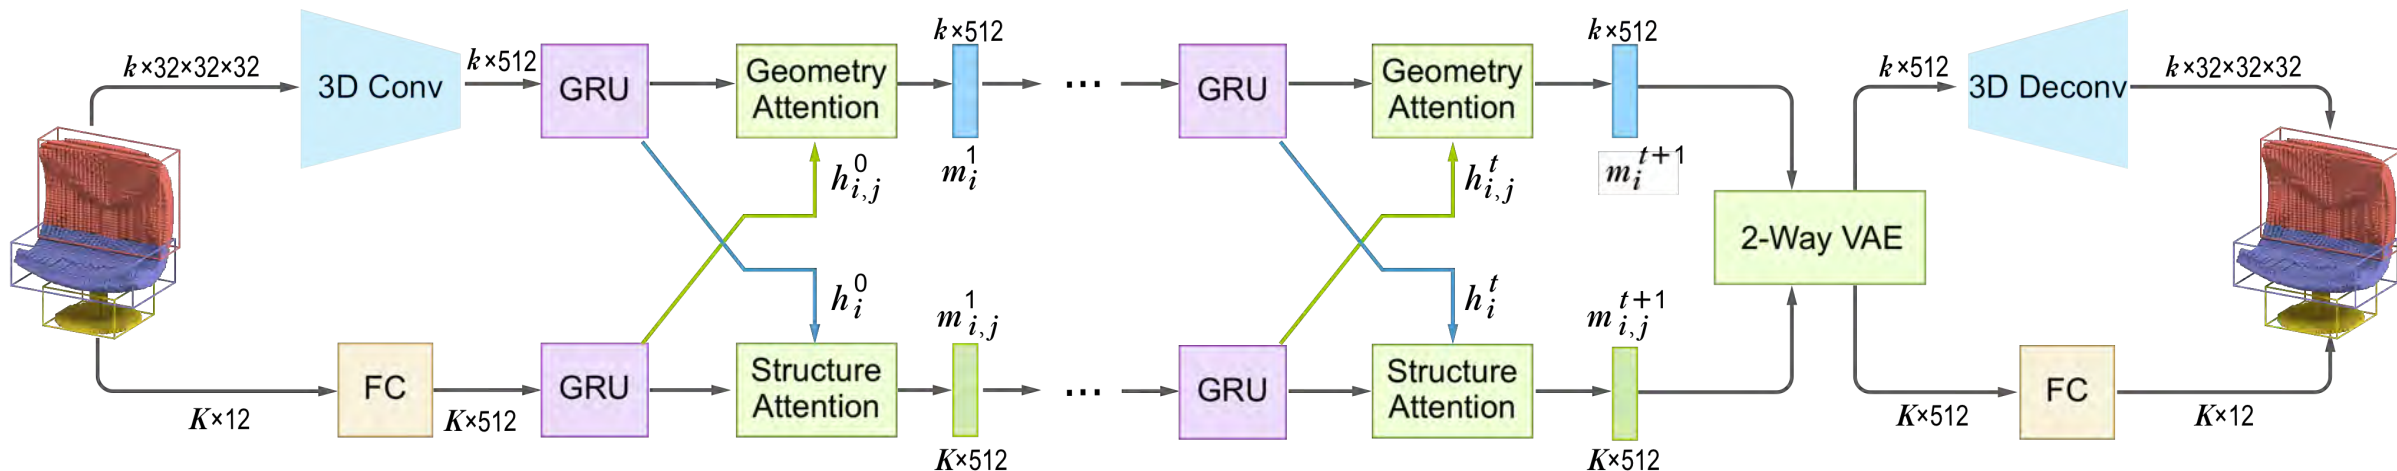 k×32×32×32
3D Conv
k×512
GRU
Geometry
Attention
k×512
m_i^1
...
GRU
Geometry
Attention
k×512
m_i^{t+1}
k×512
3D Deconv
k×32×32×32
h_{i,j}^0
h_i^0
h_{i,j}^t
h_i^t
2-Way VAE
K×12
FC
K×512
GRU
Structure
Attention
m_{i,j}^1
K×512
...
GRU
Structure
Attention
m_{i,j}^{t+1}
K×512
K×512
FC
K×12